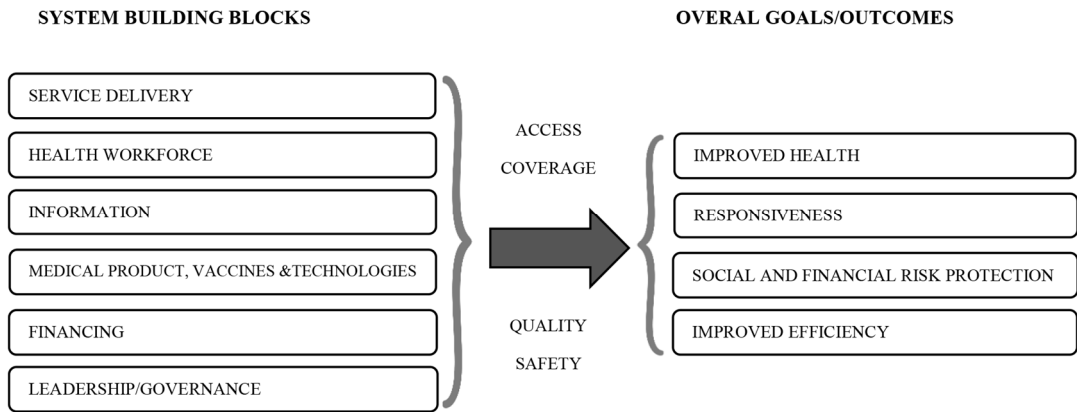 SYSTEM BUILDING BLOCKS
SERVICE DELIVERY
HEALTH WORKFORCE
INFORMATION
MEDICAL PRODUCT, VACCINES &TECHNOLOGIES
FINANCING
LEADERSHIP/GOVERNANCE
ACCESS
COVERAGE
QUALITY
SAFETY
OVERAL GOALS/OUTCOMES
IMPROVED HEALTH
RESPONSIVENESS
SOCIAL AND FINANCIAL RISK PROTECTION
IMPROVED EFFICIENCY